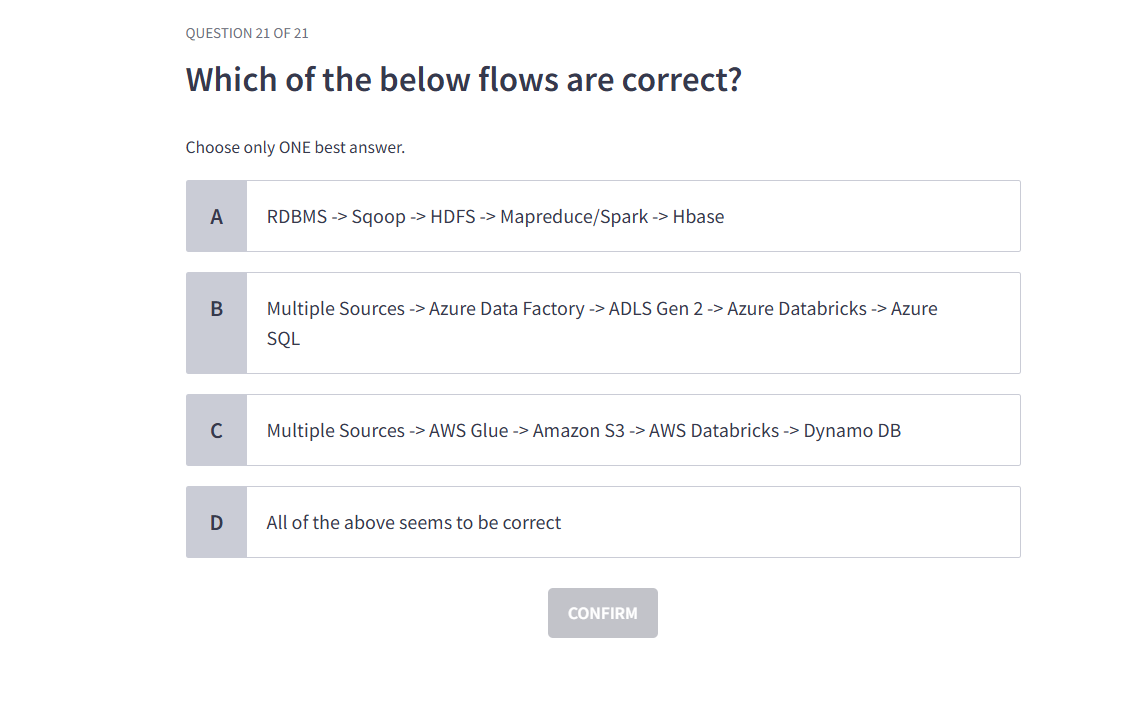 QUESTION 21 OF 21
Which of the below flows are correct?
Choose only ONE best answer.
A
RDBMS -> Sqoop -> HDFS -> Mapreduce/Spark -> Hbase
B
Multiple Sources -> Azure Data Factory -> ADLS Gen 2 -> Azure Databricks -> Azure
SQL
C
Multiple Sources -> AWS Glue -> Amazon S3 -> AWS Databricks -> Dynamo DB
D
All of the above seems to be correct
CONFIRM